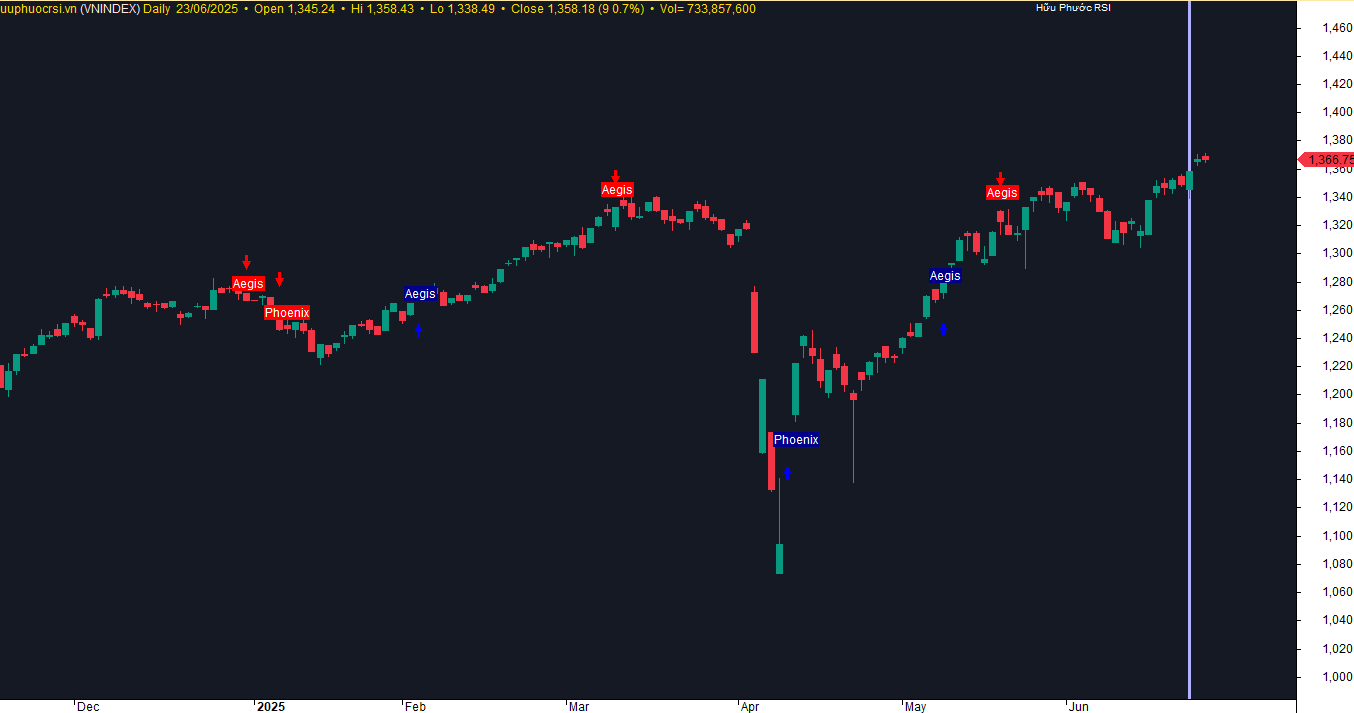 uuphuocrsi.vn (VNINDEX) Daily 23/06/2025 • Open 1,345.24 • Hi 1,358.43 • Lo 1,338.49 • Close 1,358.18 (9 0.7%) • Vol= 733,857,600
Hữu Phước RSI
1,460
1,440
1,420
1,400
1,380
1,366.75
1,360
1,340
1,320
1,300
1,280
1,260
1,240
1,220
1,200
1,180
1,160
1,140
1,120
1,100
1,080
1,060
1,040
1,020
1,000
Aegis
Aegis
Aegis
Aegis
Phoenix
Aegis
Phoenix
Dec
2025
Feb
Mar
Apr
May
Jun